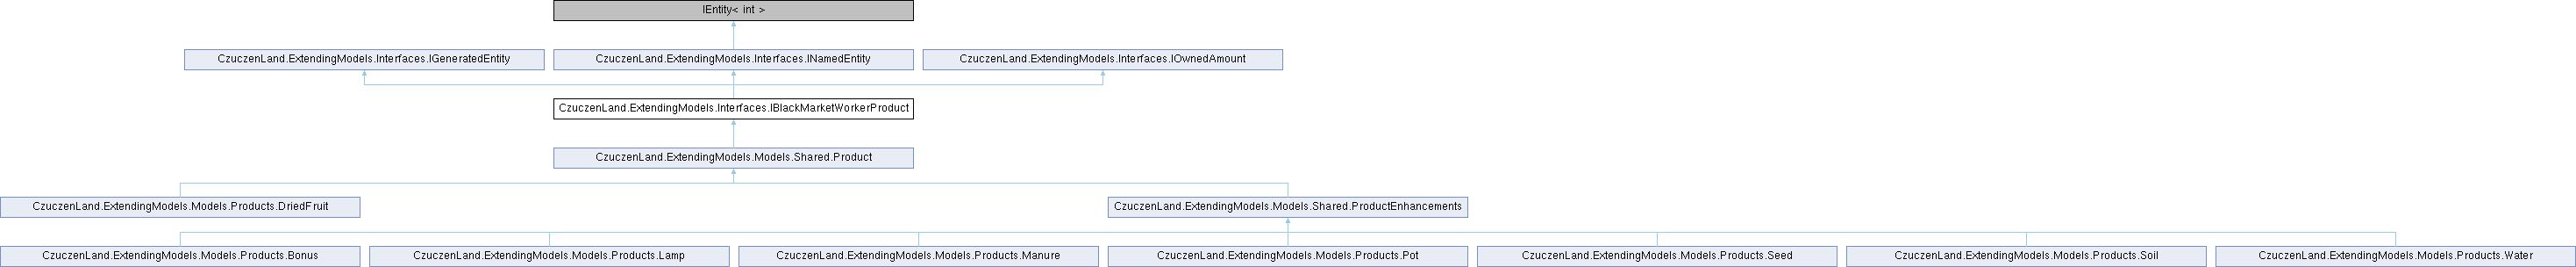 IEntity< int >
CzuczenLand.ExtendingModels.Interfaces.IGeneratedEntity
CzuczenLand.ExtendingModels.Interfaces.INamedEntity
CzuczenLand.ExtendingModels.Interfaces.IOwnedAmount
CzuczenLand.ExtendingModels.Interfaces.IBlackMarketWorkerProduct
CzuczenLand.ExtendingModels.Models.Shared.Product
CzuczenLand.ExtendingModels.Models.Products.DriedFruit
CzuczenLand.ExtendingModels.Models.Shared.ProductEnhancements
CzuczenLand.ExtendingModels.Models.Products.Bonus
CzuczenLand.ExtendingModels.Models.Products.Lamp
CzuczenLand.ExtendingModels.Models.Products.Manure
CzuczenLand.ExtendingModels.Models.Products.Pot
CzuczenLand.ExtendingModels.Models.Products.Seed
CzuczenLand.ExtendingModels.Models.Products.Soil
CzuczenLand.ExtendingModels.Models.Products.Water